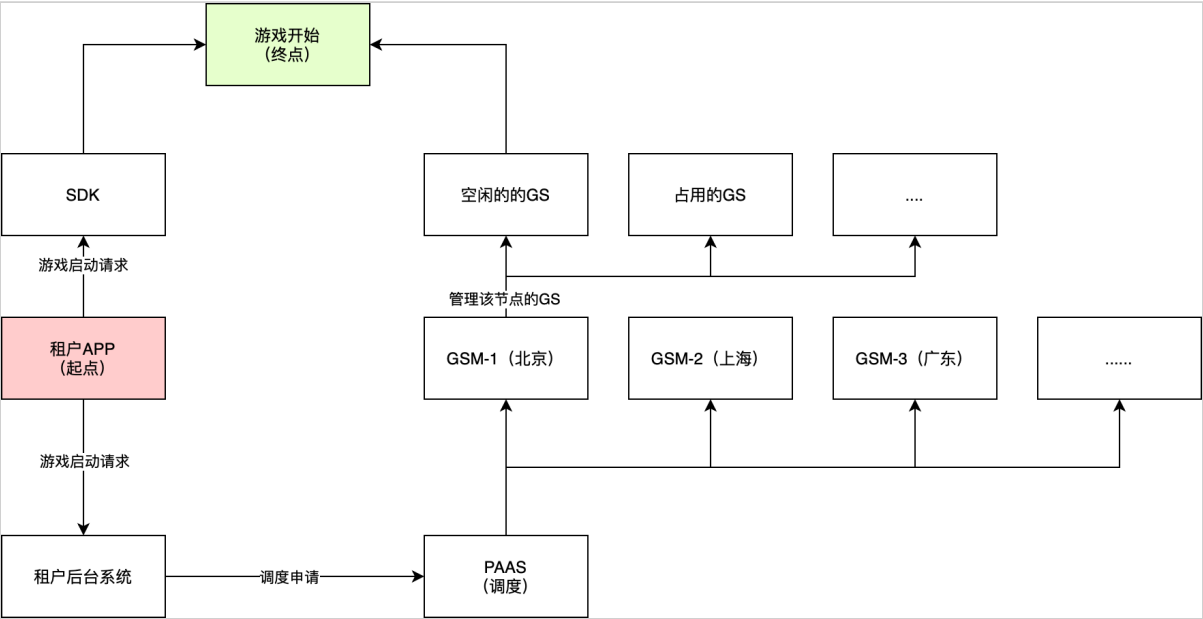 游戏开始
（终点）
SDK
空闲的的GS
占用的GS
....
游戏启动请求
管理该节点的GS
租户APP
（起点）
GSM-1（北京）
GSM-2（上海）
GSM-3（广东）
......
游戏启动请求
租户后台系统
调度申请
PAAS
（调度）